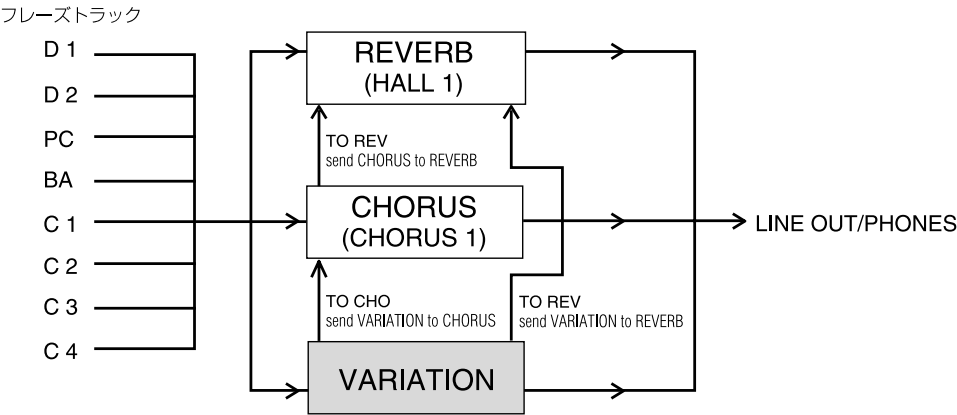 フレーズトラック
D 1
D 2
PC
BA
C 1
C 2
C 3
C 4
REVERB
(HALL 1)
TO REV
send CHORUS to REVERB
CHORUS
(CHORUS 1)
LINE OUT/PHONES
TO CHO
send VARIATION to CHORUS
TO REV
send VARIATION to REVERB
VARIATION